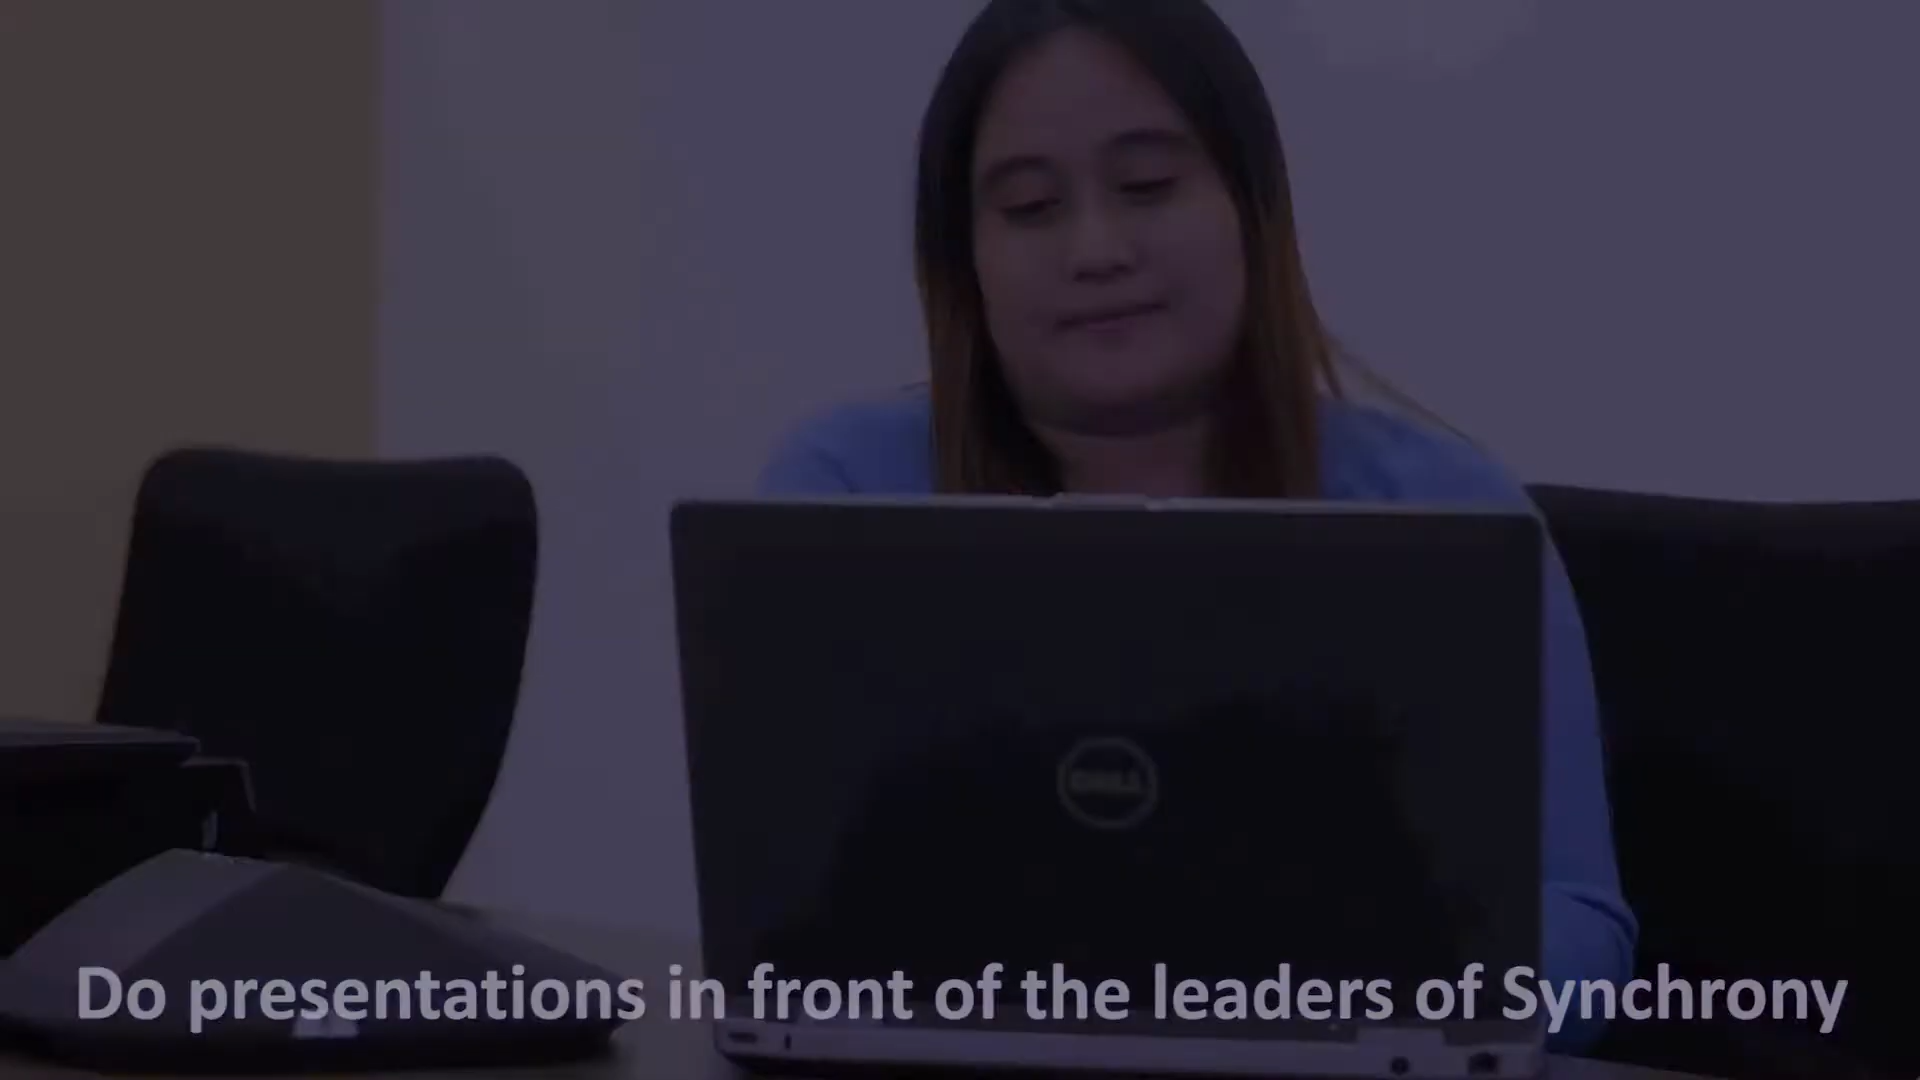 DELL
Do presentations in front of the leaders of Synchrony